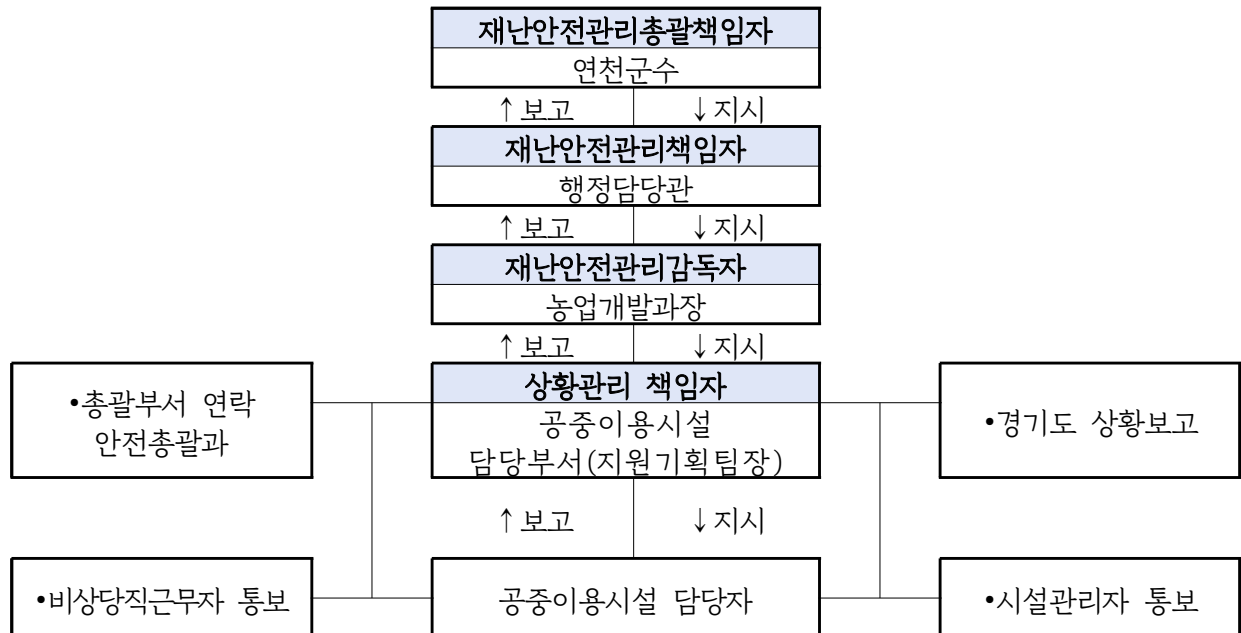 재난안전관리총괄책임자
연천군수
↑보고 ↓지시
재난안전관리책임자
행정담당관
↑보고 ↓지시
재난안전관리감독자
농업개발과장
↑보고 ↓지시
•총괄부서 연락
안전총괄과
상황관리 책임자
공중이용시설
담당부서(지원기획팀장)
•경기도 상황보고
↑보고 ↓지시
•비상당직근무자 통보
공중이용시설 담당자
•시설관리자 통보